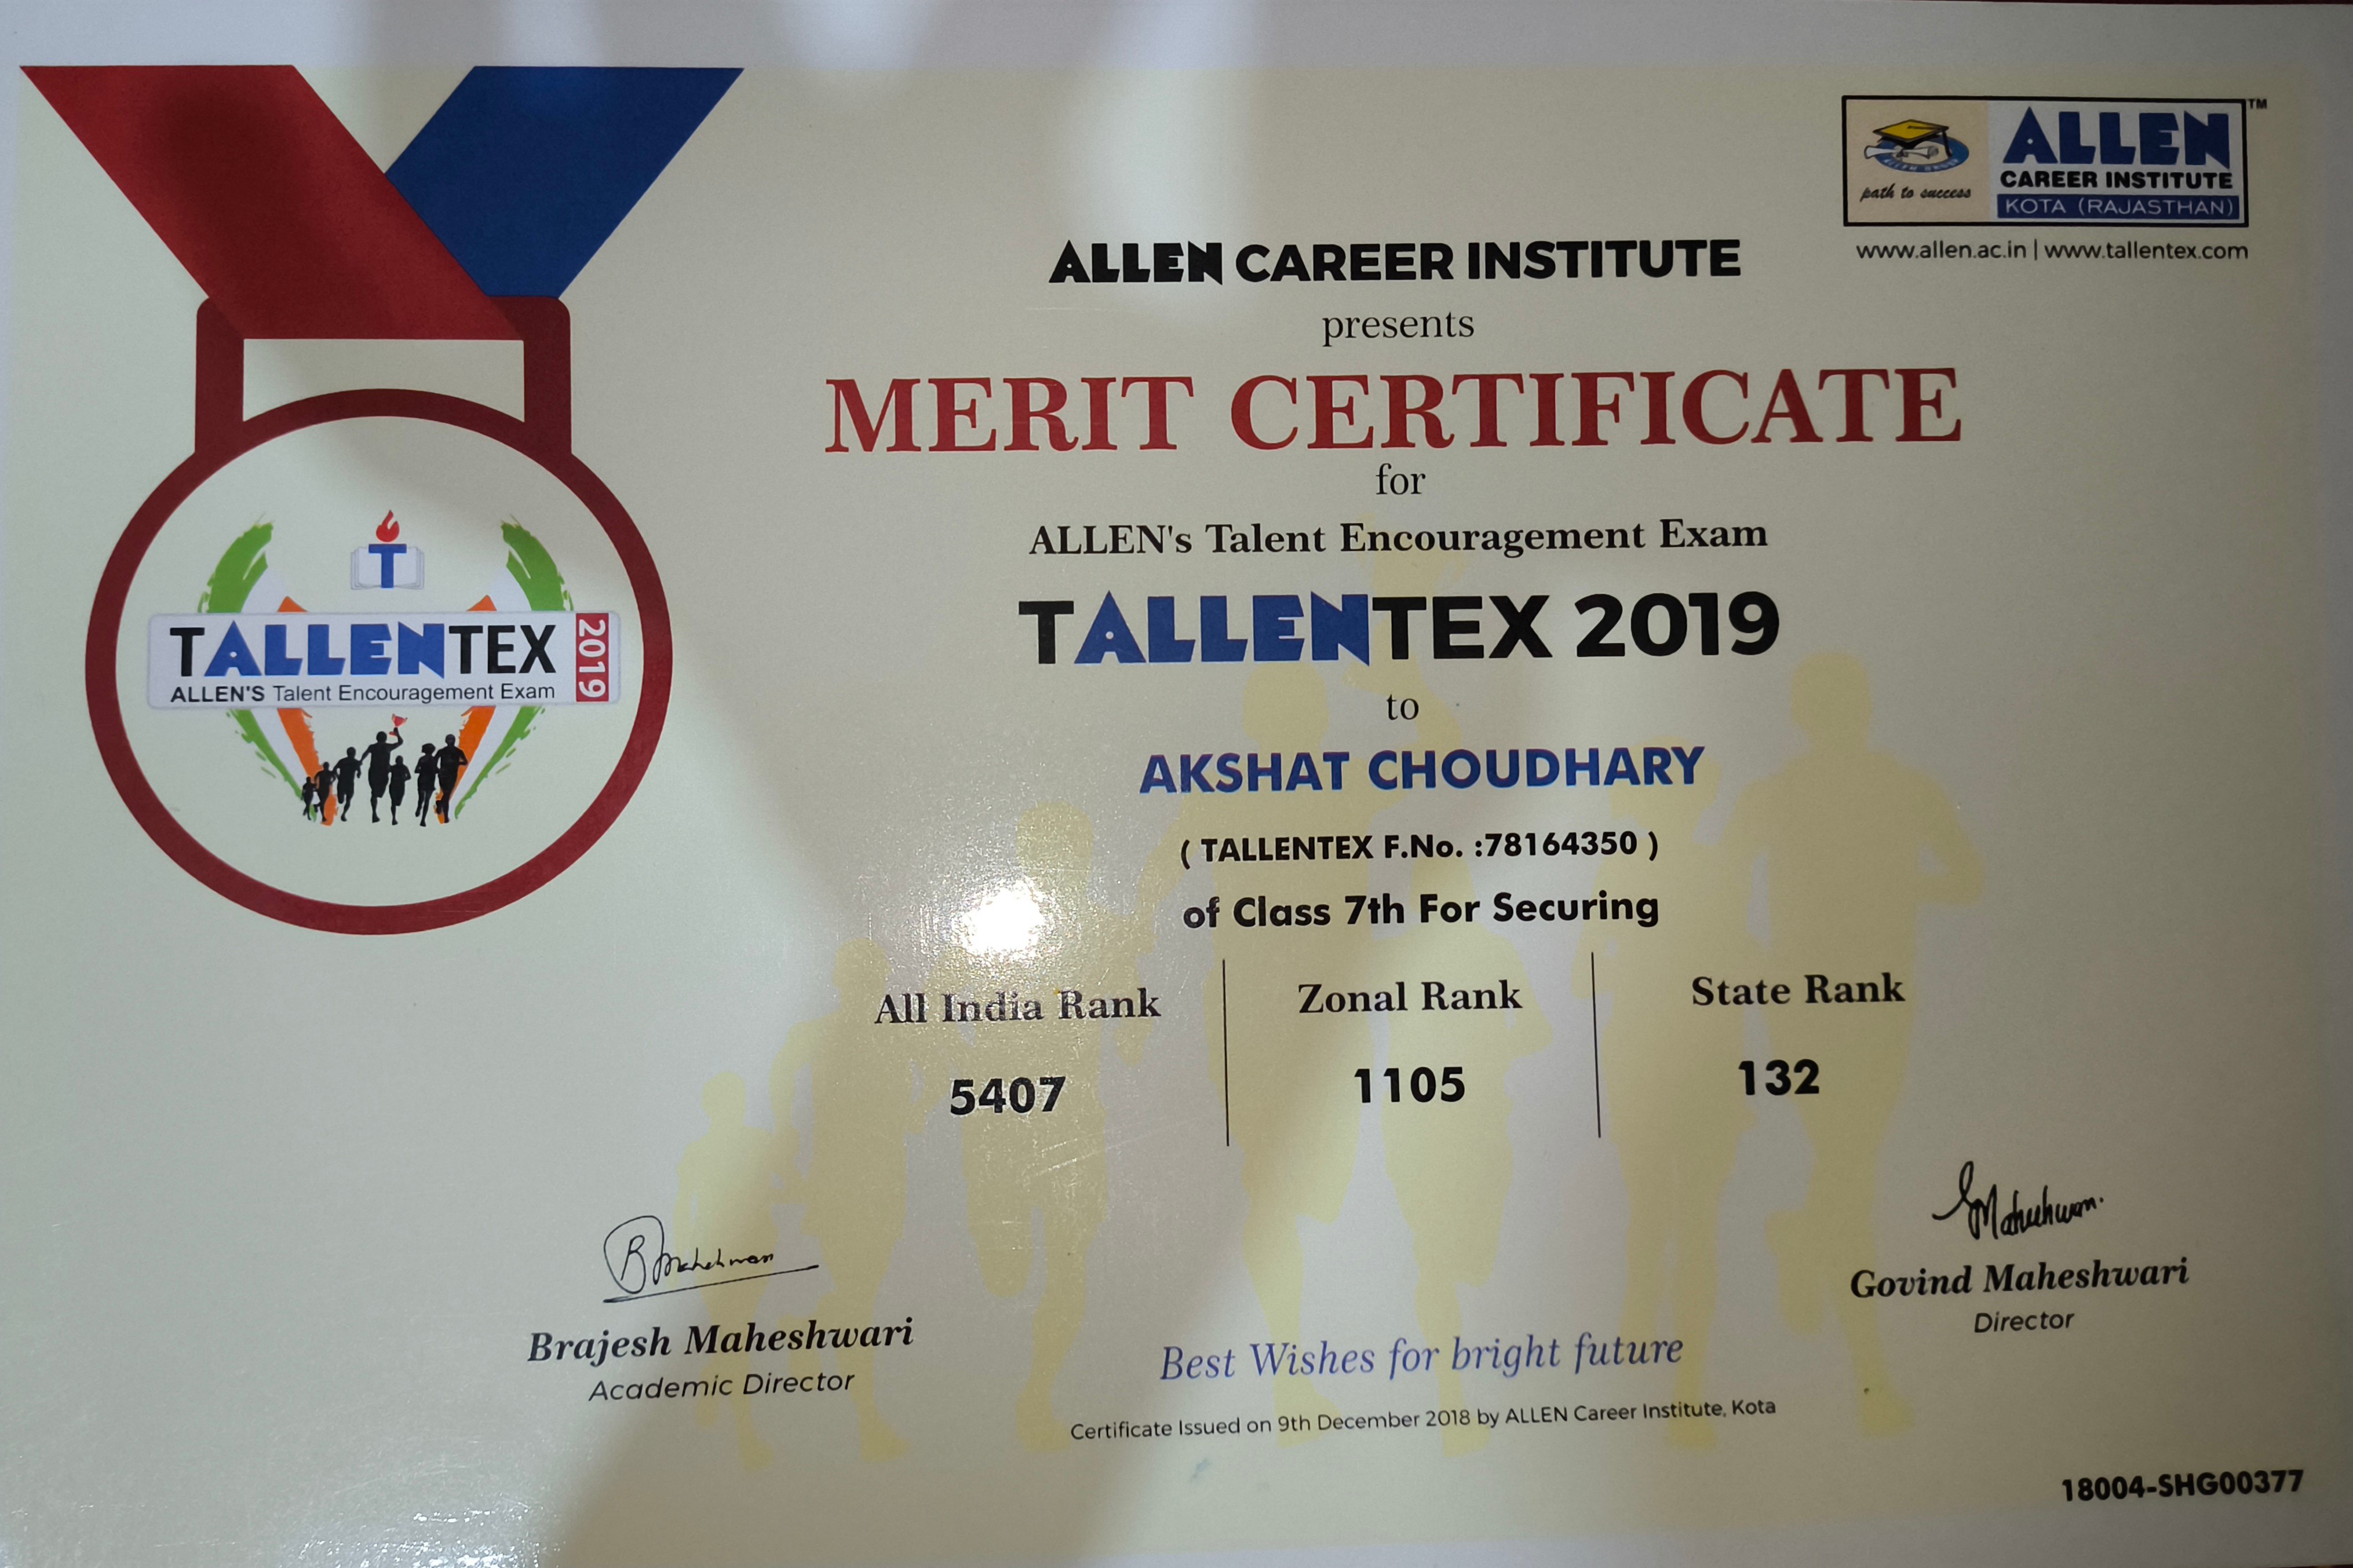 ALLEN
CAREER INSTITUTE
KOTA (RAJASTHAN)
TM
path to success
www.allen.ac.in | www.tallentex.com
ALLEN CAREER INSTITUTE
presents
MERIT CERTIFICATE
for
ALLEN's Talent Encouragement Exam
TALLENTEX 2019
to
AKSHAT CHOUDHARY
( TALLENTEX F.No. :78164350 )
of Class 7th For Securing
All India Rank Zonal Rank State Rank
5407 1105 132
T
TALLENTEX 2019
ALLEN'S Talent Encouragement Exam
Brajesh Maheshwari
Academic Director
Govind Maheshwari
Director
Best Wishes for bright future
Certificate Issued on 9th December 2018 by ALLEN Career Institute, Kota
18004-SHG00377